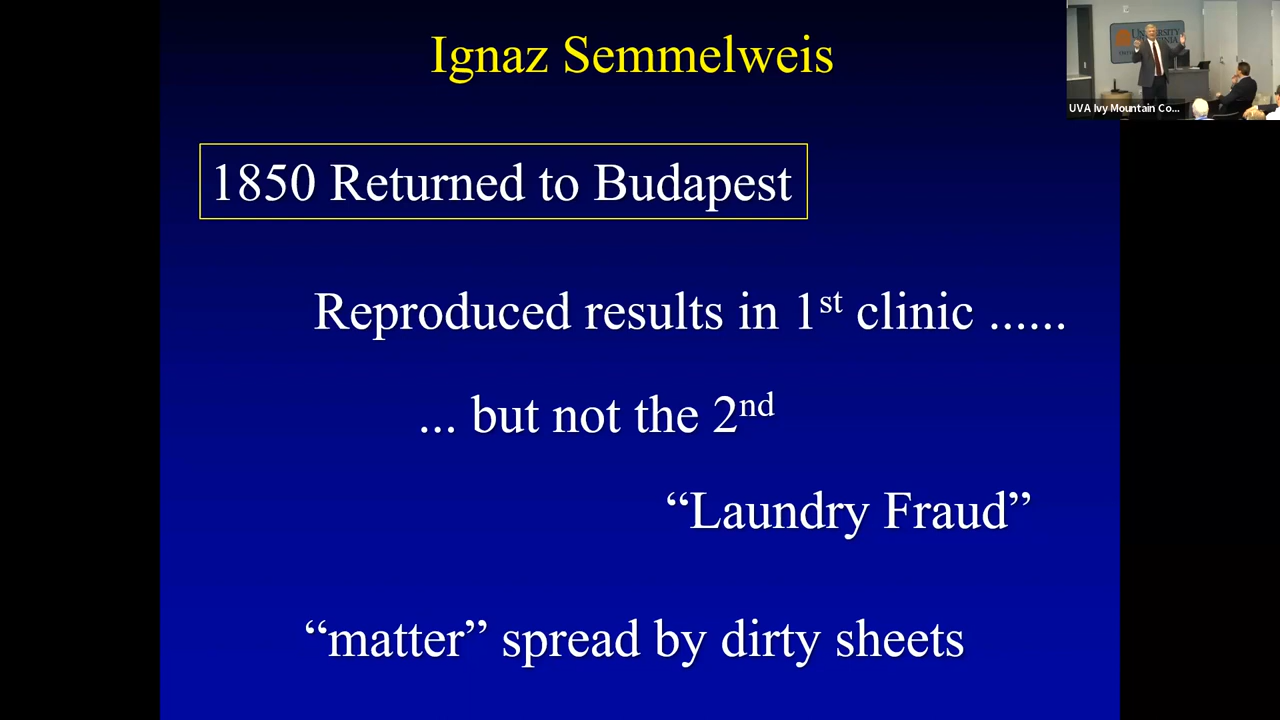 Ignaz Semmelweis
UNIVERSITY
UVA Ivy Mountain Co...
1850 Returned to Budapest
Reproduced results in 1st clinic ......
... but not the 2nd
“Laundry Fraud”
“matter” spread by dirty sheets